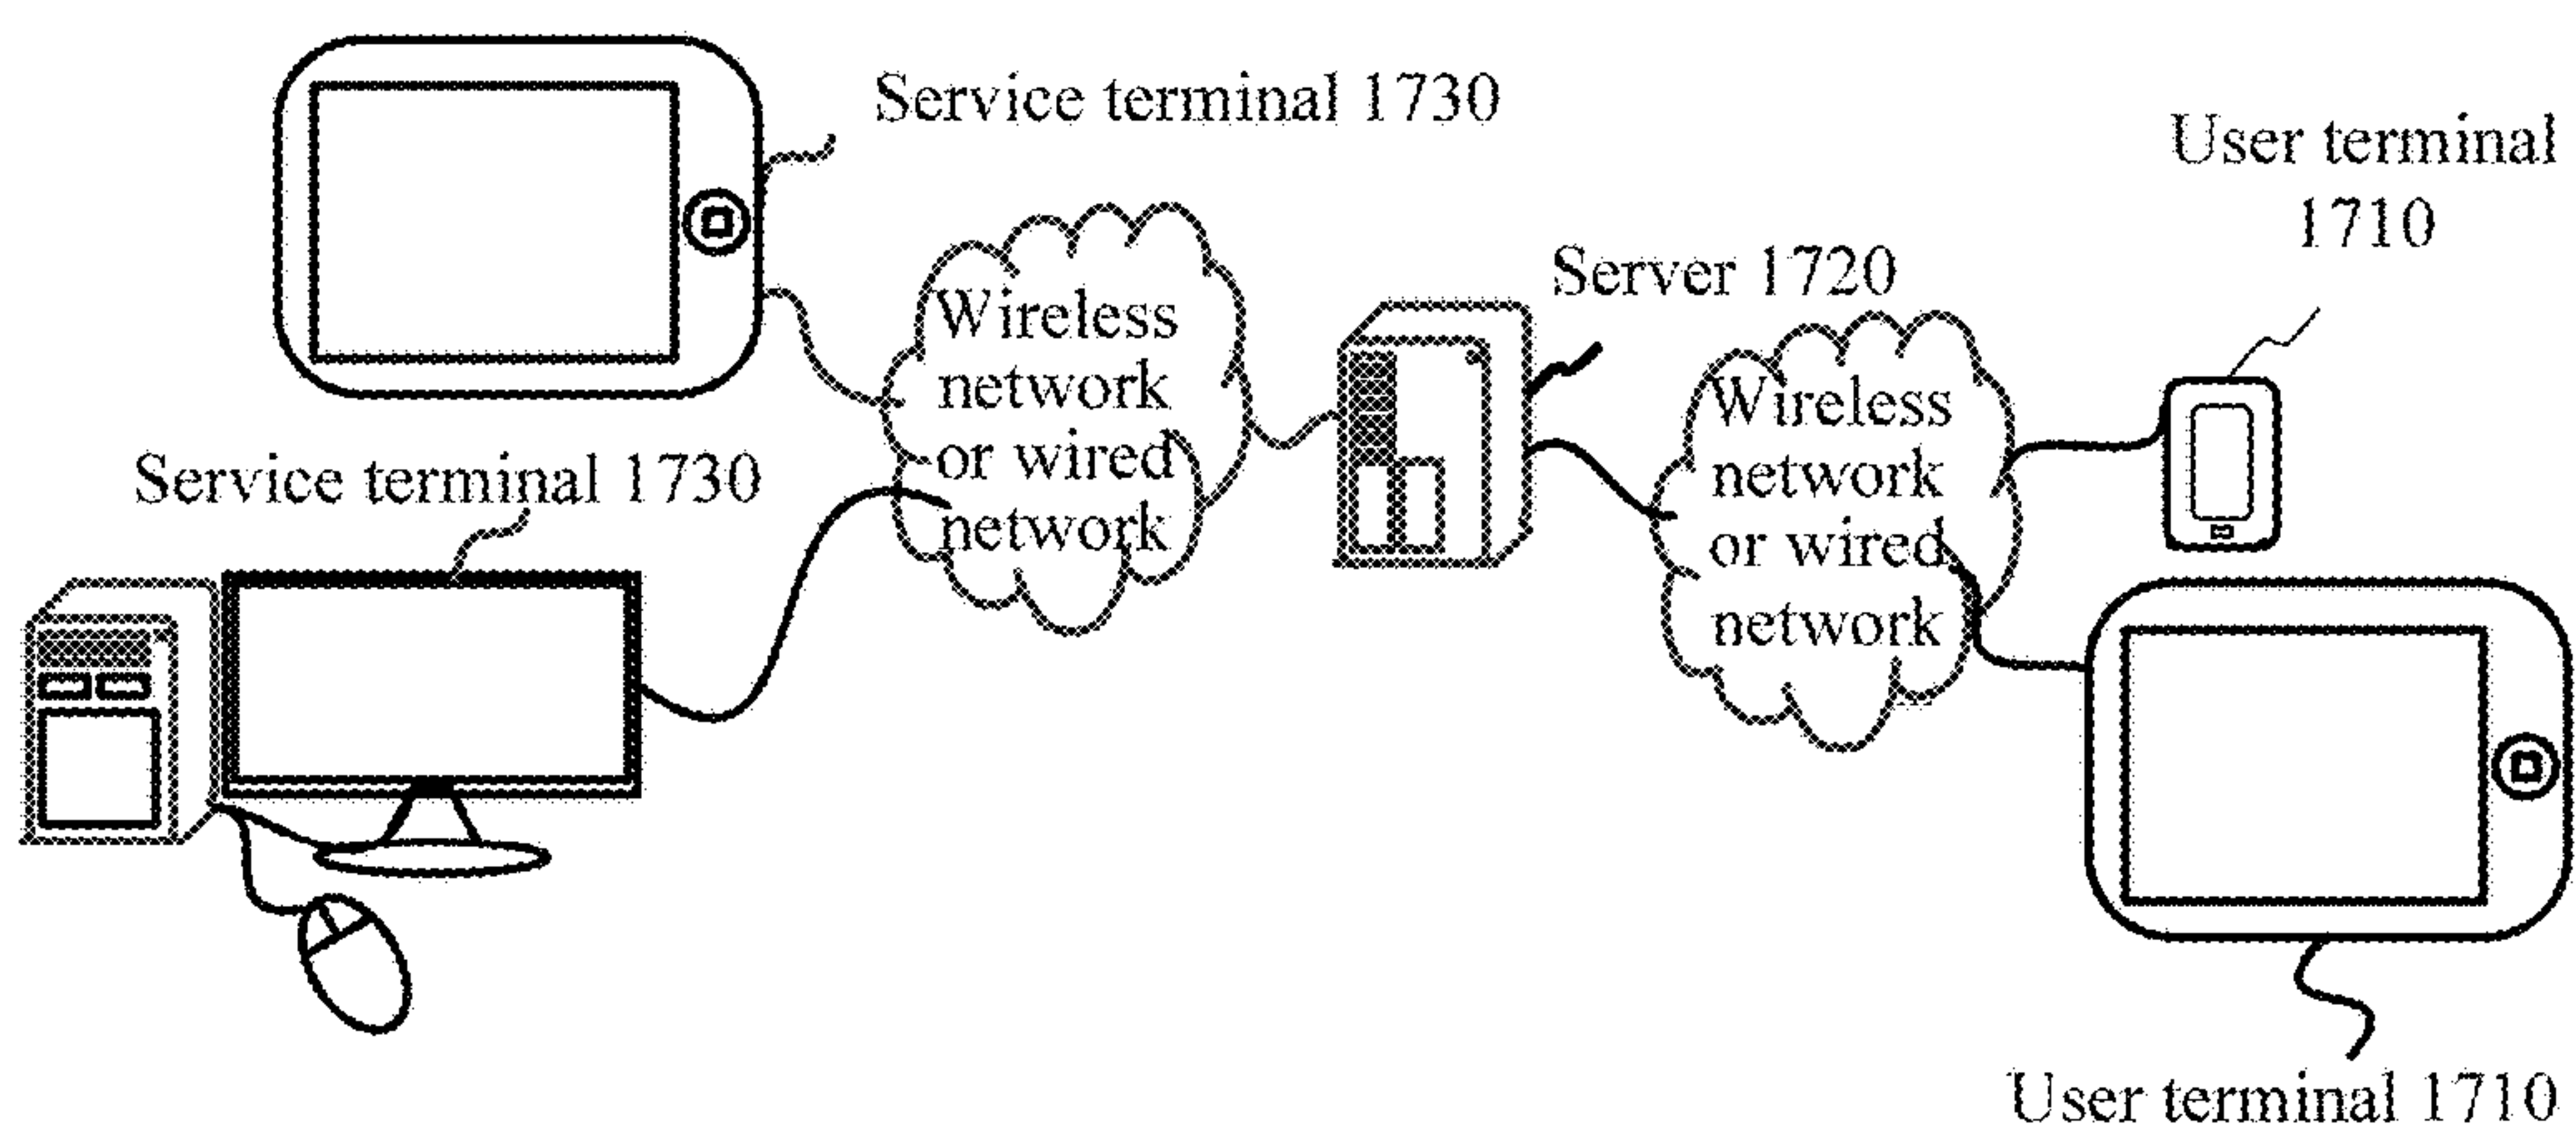 Service terminal 1730
User terminal
1710
Server 1720
Wireless
network
or wired
network
Wireless
network
or wired
network
Service terminal 1730
User terminal 1710